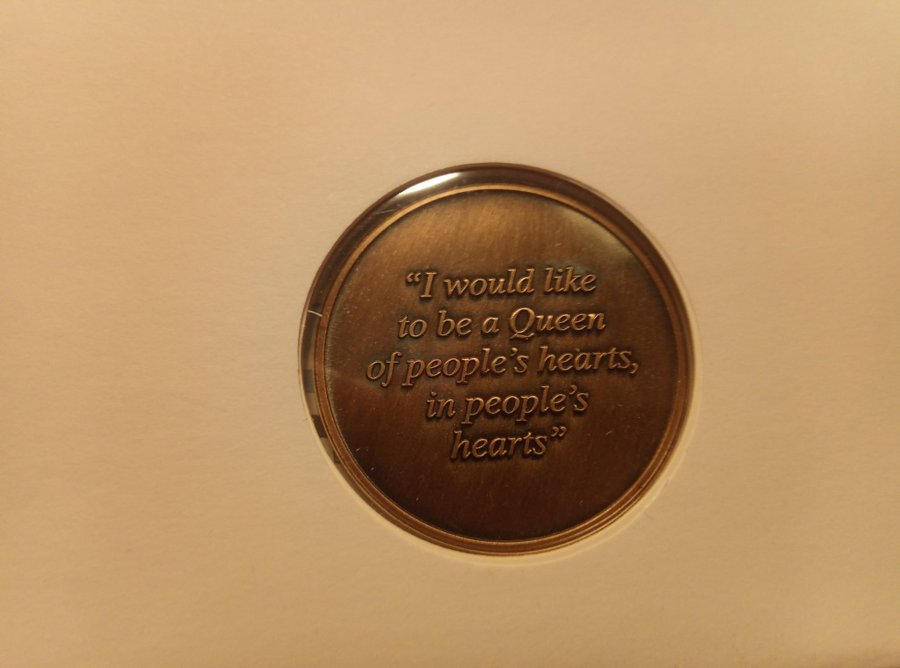 “I would like
to be a Queen
of people’s hearts,
in people’s
hearts”